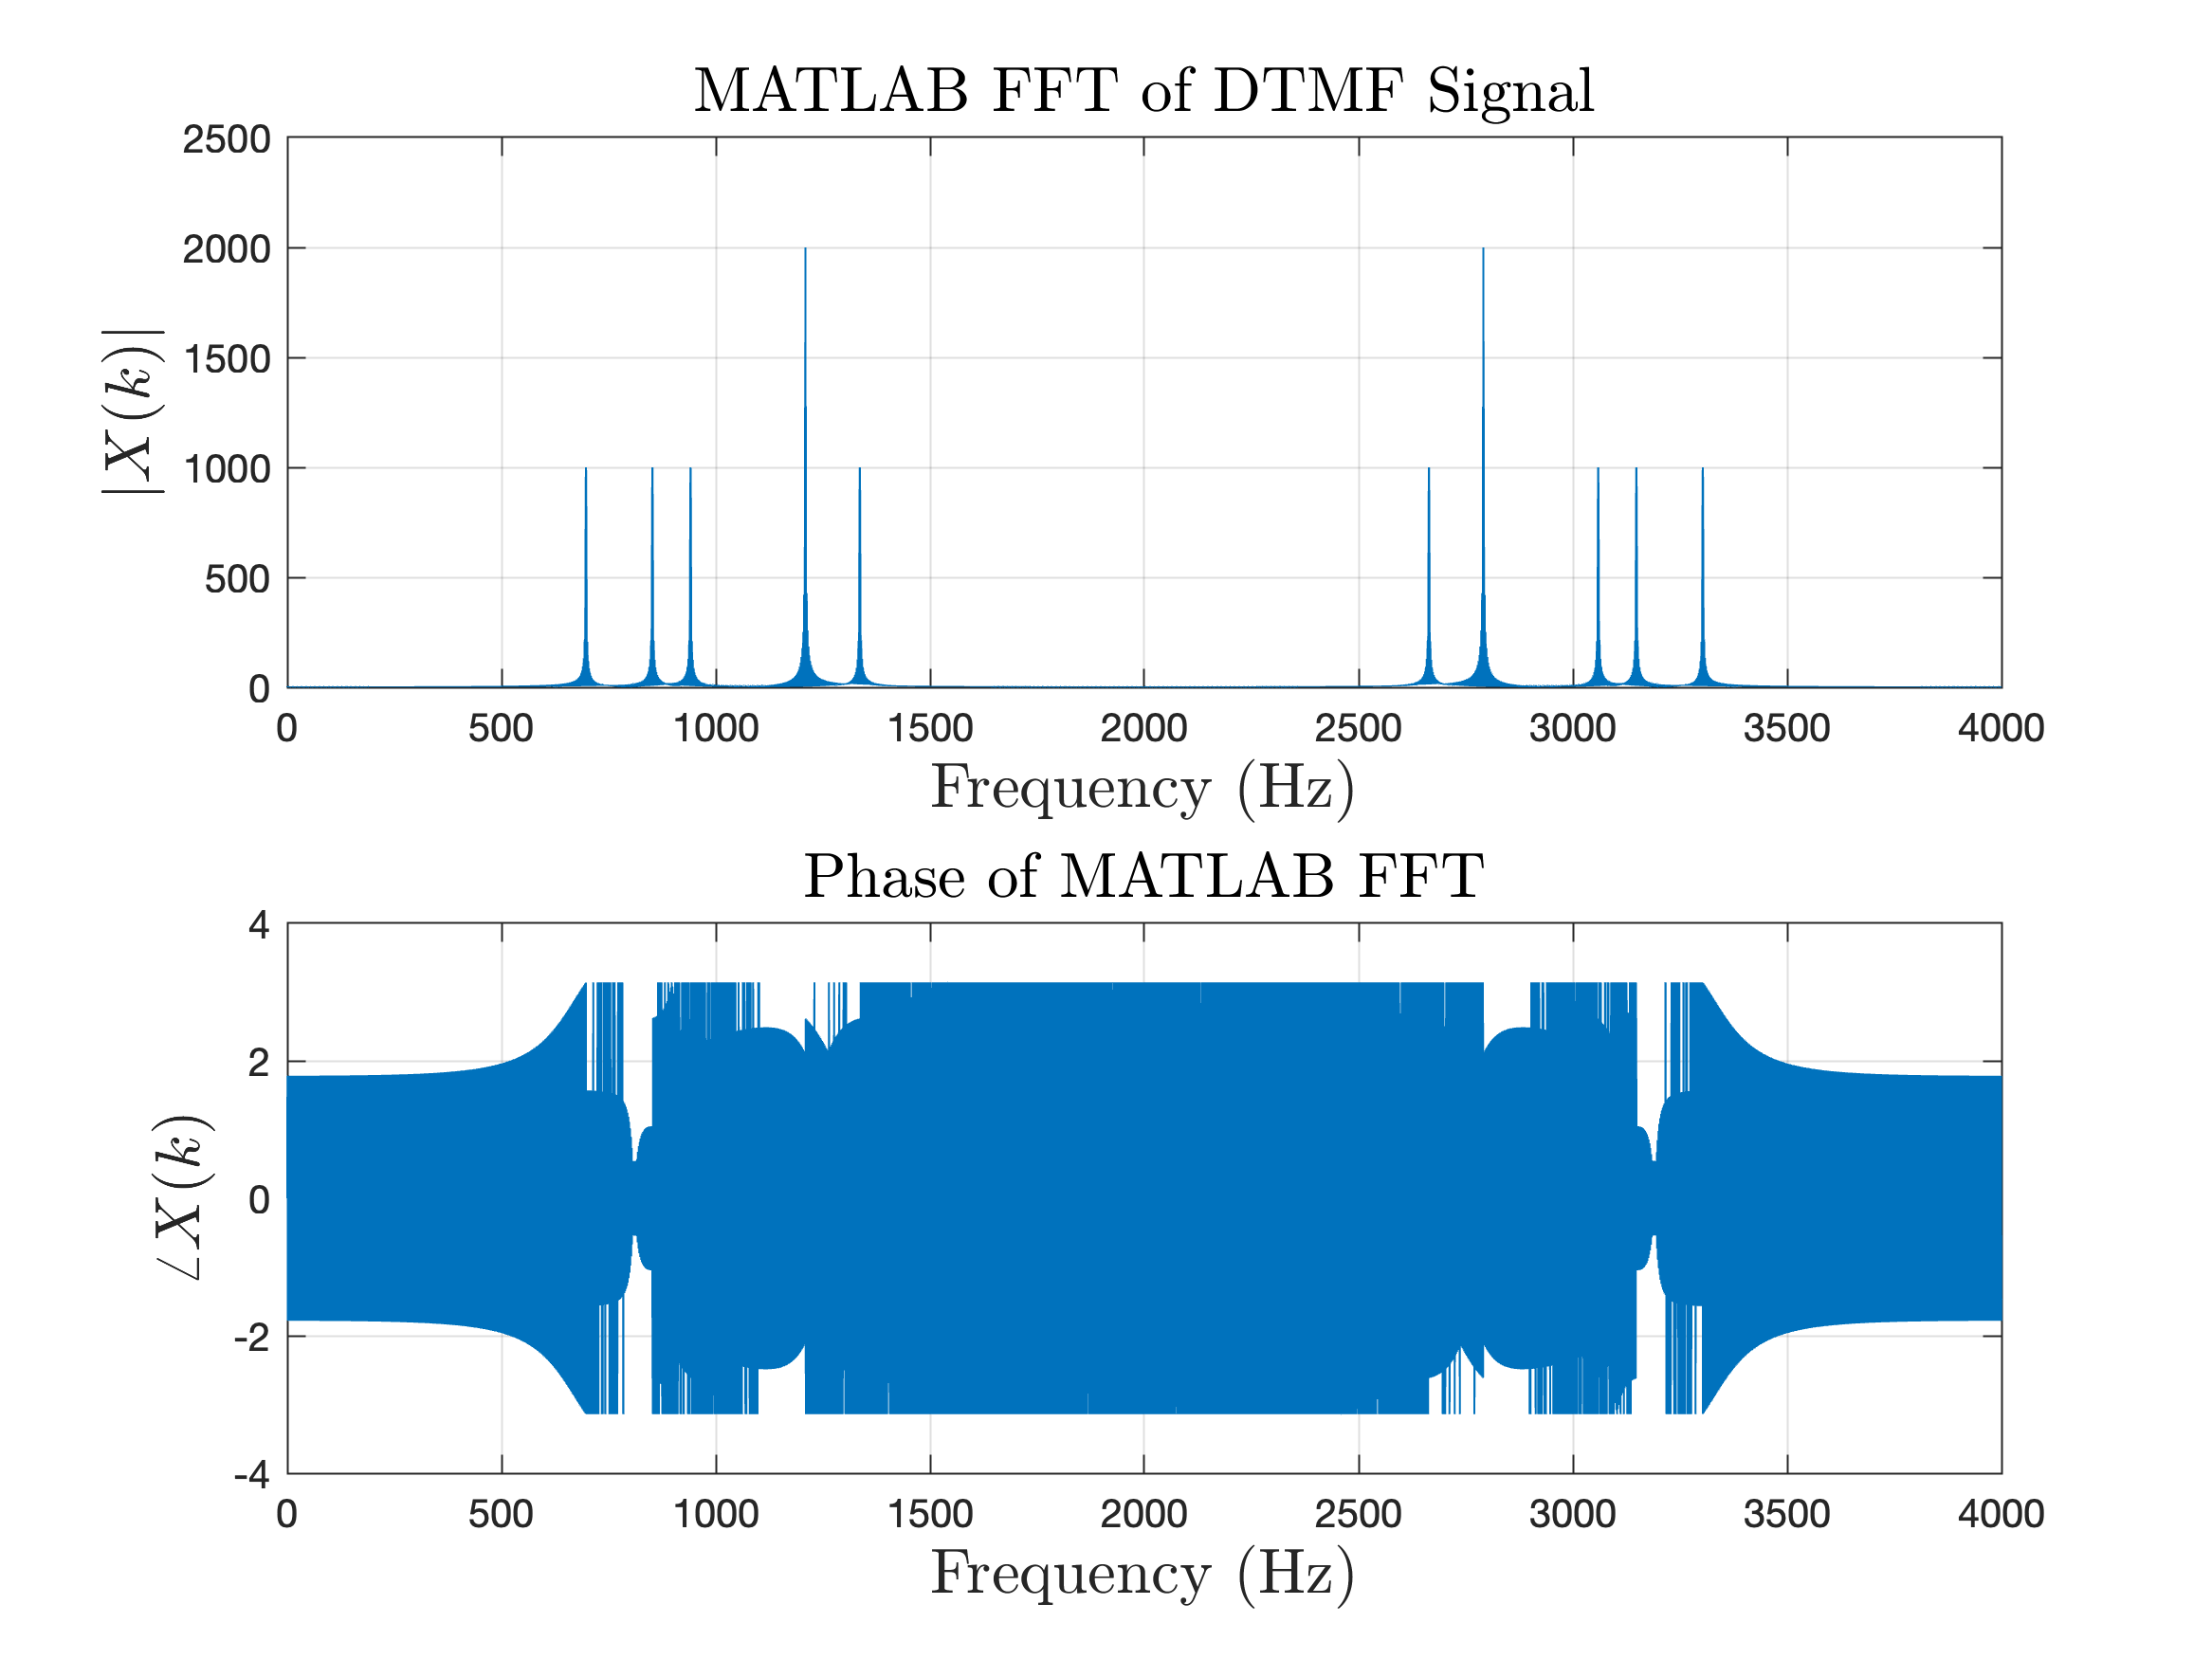 MATLAB FFT of DTMF Signal
2500
2000
1500
1000
500
0
|X(k)|
0 500 1000 1500 2000 2500 3000 3500 4000
Frequency (Hz)
Phase of MATLAB FFT
4
2
0
-2
-4
∠X(k)
0 500 1000 1500 2000 2500 3000 3500 4000
Frequency (Hz)